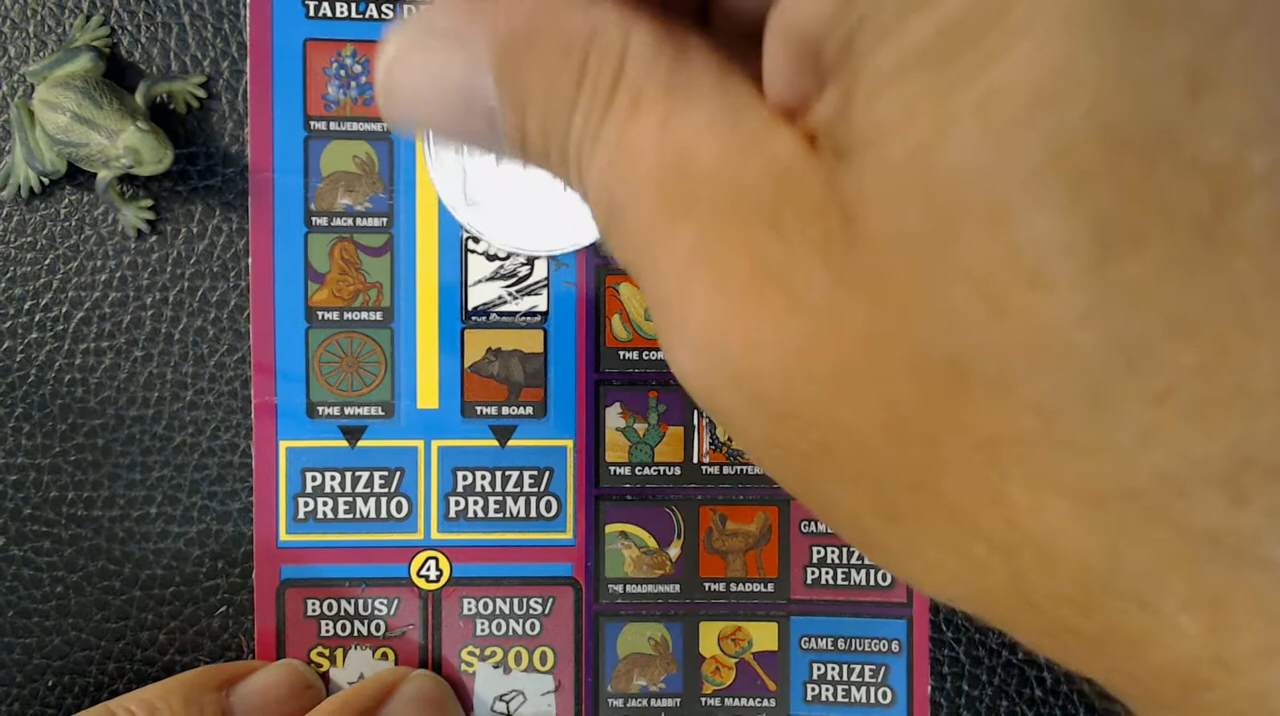 TABLAS
THE BLUEBONNET
THE JACK RABBIT
THE HORSE
THE WHEEL
THE BOAR
PRIZE/
PREMIO
PRIZE/
PREMIO
4
BONUS/
BONO
BONUS/
BONO
$200
THE
THE CACTUS
THE
THE ROADRUNNER
THE SADDLE
PRIZE/
PREMIO
THE JACK RABBIT
THE MARACAS
GAME 6/JUEGO 6
PRIZE/
PREMIO